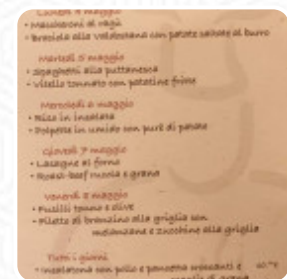 Lunedì 4 maggio
• Maccheroni al ragù
• Braciola alla valdostana con patate saltate al burro
Martedì 5 maggio
• Spaghetti alla puttanesca
• Vitello tonnato con patatine fritte
Mercoledì 6 maggio
• Riso in insalata
• Polpette in umido con purè di patate
Giovedì 7 maggio
• Lasagne al forno
• Roast-beef rucola e grana
Venerdì 8 maggio
• Fusilli tonno e olive
• Filetto di branzino alla griglia con
melanzane e zucchine alla griglia
Tutti i giorni
• Insalatona con pollo e pancetta croccanti e
scaglie di grana